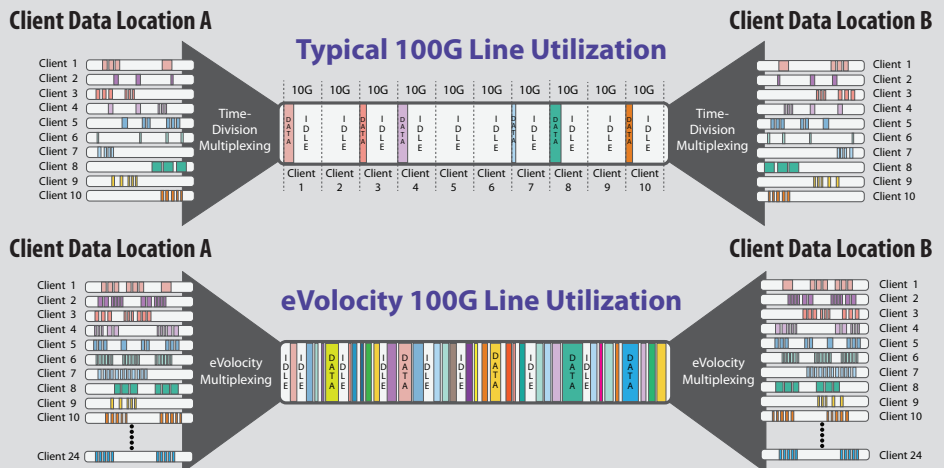 Client Data Location A
Client Data Location B
Typical 100G Line Utilization
Client 1
Client 2
Client 3
Client 4
Client 5
Client 6
Client 7
Client 8
Client 9
Client 10
Time-
Division
Multiplexing
10G 10G 10G 10G 10G 10G 10G 10G 10G 10G
DATA IDLE IDLE DATA IDLE DATA IDLE IDLE IDLE DATA IDLE DATA IDLE IDLE DATA IDLE
Client Client Client Client Client Client Client Client Client Client
1 2 3 4 5 6 7 8 9 10
Time-
Division
Multiplexing
Client 1
Client 2
Client 3
Client 4
Client 5
Client 6
Client 7
Client 8
Client 9
Client 10
Client Data Location A
Client Data Location B
eVolocity 100G Line Utilization
Client 1
Client 2
Client 3
Client 4
Client 5
Client 6
Client 7
Client 8
Client 9
Client 10
Client 24
eVolocity
Multiplexing
IDLE IDLE DATA IDLE IDLE DATA IDLE IDLE DATA IDLE DATA IDLE DATA
eVolocity
Multiplexing
Client 1
Client 2
Client 3
Client 4
Client 5
Client 6
Client 7
Client 8
Client 9
Client 10
Client 24